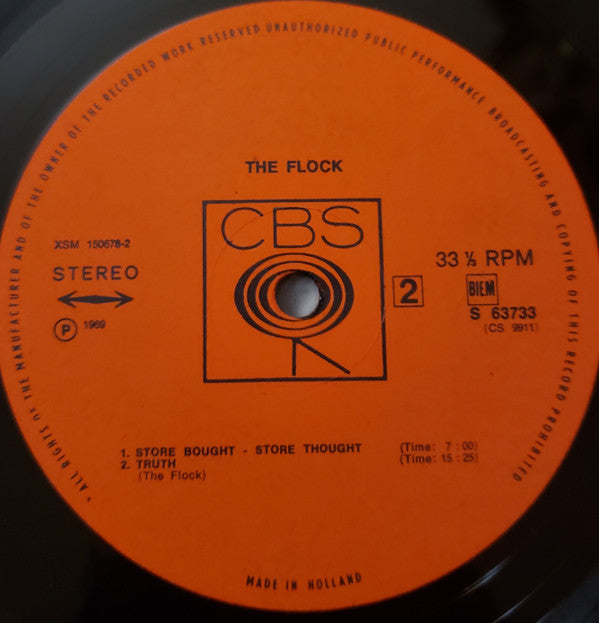 * ALL RIGHTS OF THE MANUFACTURER AND OF THE OWNER OF THE RECORDED WORK RESERVED UNAUTHORIZED PUBLIC PERFORMANCE BROADCASTING AND COPYING OF THIS RECORD PROHIBITED
THE FLOCK
CBS
XSM 150678-2
STEREO
℗ 1969
33 ⅓ RPM
2
BIEM
S 63733
(CS 9911)
1. STORE BOUGHT - STORE THOUGHT (Time: 7:00)
2. TRUTH (Time: 15:25)
(The Flock)
MADE IN HOLLAND